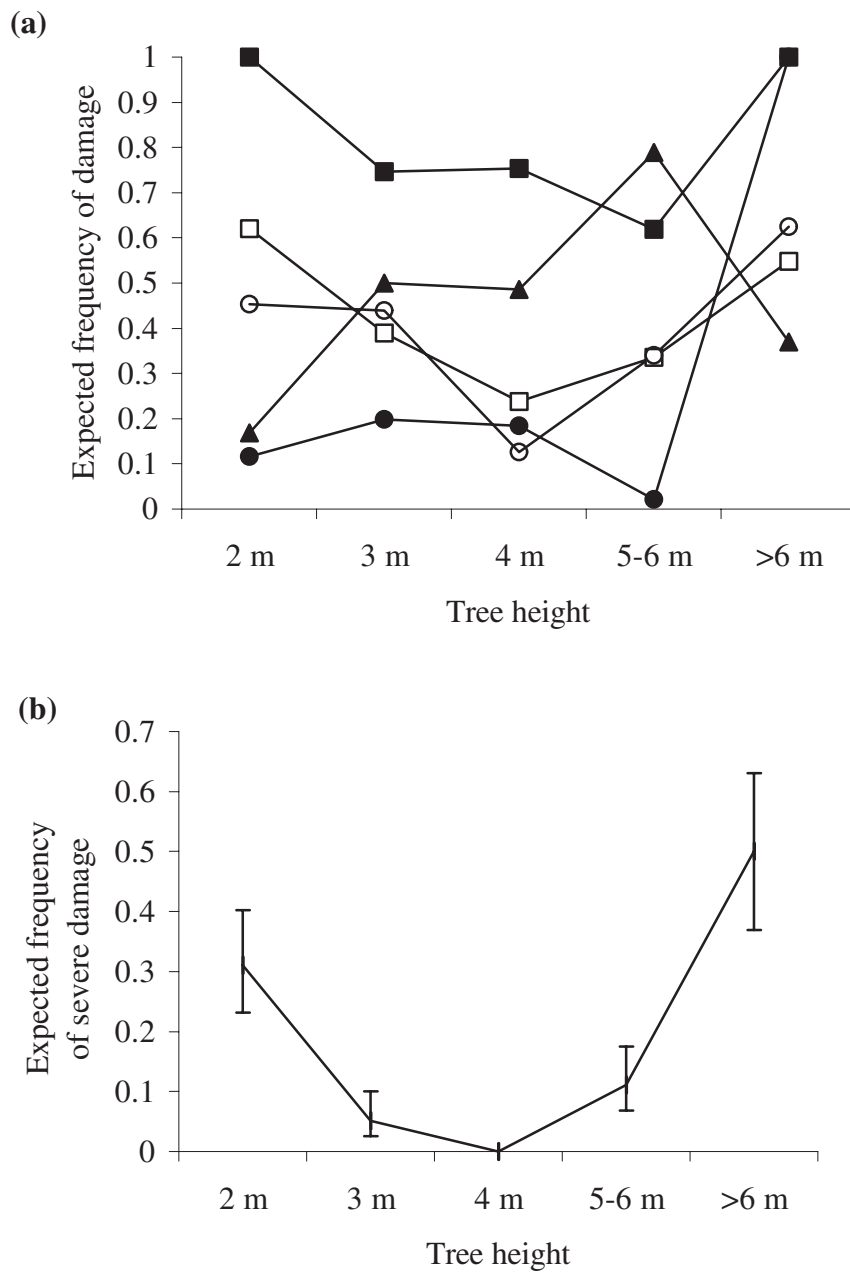 (a)
Expected frequency of damage
1
0.9
0.8
0.7
0.6
0.5
0.4
0.3
0.2
0.1
0
2 m 3 m 4 m 5-6 m >6 m
Tree height
(b)
Expected frequency
of severe damage
0.7
0.6
0.5
0.4
0.3
0.2
0.1
0
2 m 3 m 4 m 5-6 m >6 m
Tree height